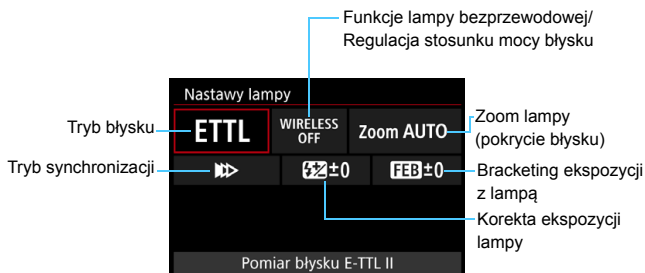 Funkcje lampy bezprzewodowej/
Regulacja stosunku mocy błysku
Nastawy lampy
Tryb błysku
ETTL
WIRELESS
OFF
Zoom AUTO
Zoom lampy
(pokrycie błysku)
Tryb synchronizacji
±0
FEB±0
Bracketing ekspozycji
z lampą
Korekta ekspozycji
lampy
Pomiar błysku E-TTL II